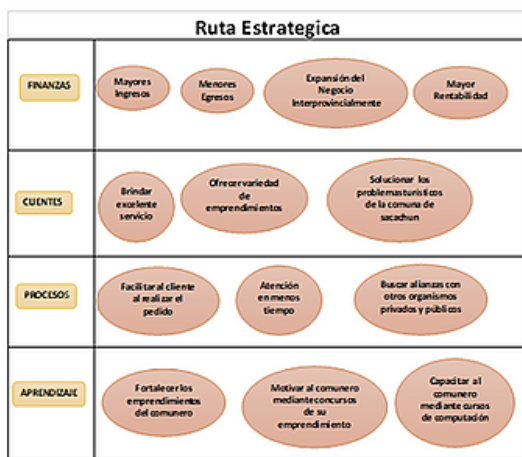 Ruta Estrategica
FINANZAS
Mayores
Ingresos
Menores
Egresos
Expansión del
Negocio
Interprovincialmente
Mayor
Rentabilidad
CLIENTES
Brindar
excelente
servicio
Ofrecer variedad
de
emprendimientos
Solucionar los
problemas turísticos
de la comuna de
sacachun
PROCESOS
Facilitar al cliente
al realizar el
pedido
Atención
en menos
tiempo
Buscar alianzas con
otros organismos
privados y públicos
APRENDIZAJE
Fortalecer los
emprendimientos
del comunero
Motivar al comunero
mediante concursos
de su
emprendimiento
Capacitar al
comunero
mediante cursos
de computación